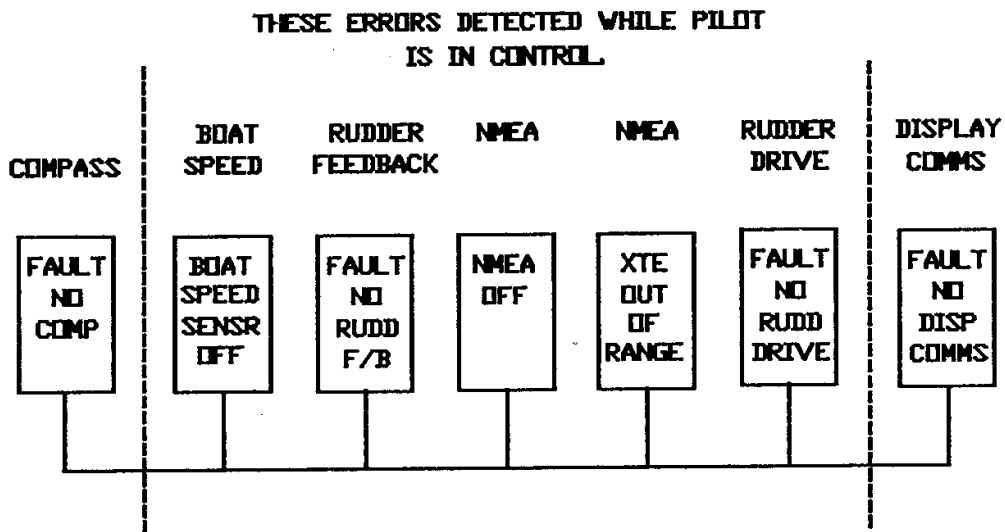 THESE ERRORS DETECTED WHILE PILOT
IS IN CONTROL.
COMPASS
BOAT
SPEED
RUDDER
FEEDBACK
NMEA
NMEA
RUDDER
DRIVE
DISPLAY
COMMS
FAULT
NO
COMP
BOAT
SPEED
SENSR
OFF
FAULT
NO
RUDD
F/B
NMEA
OFF
XTE
OUT
OF
RANGE
FAULT
NO
RUDD
DRIVE
FAULT
NO
DISP
COMMS